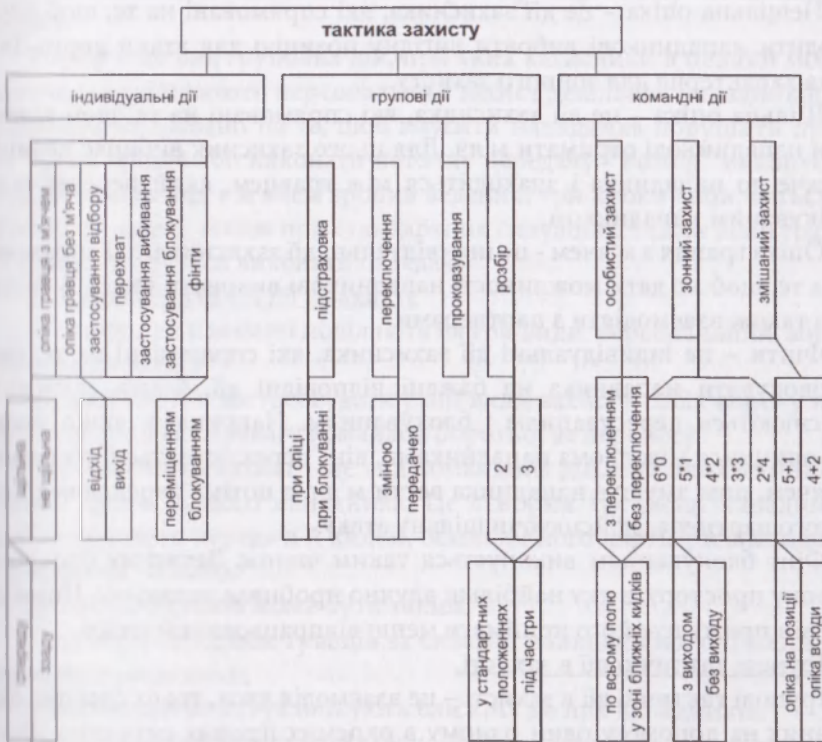 тактика захисту
індивідуальні дії
групові дії
командні дії
опіка гравця з м'ячем
опіка гравця без м'яча
застосування відбору
перехват
застосування вибивання
застосування блокування
фінти
підстраховка
переключення
проковзування
розбір
особистий захист
зонний захист
змішаний захист
відхід
вихід
переміщенням
блокуванням
при опіці
при блокувані
зміною
передачею
2
3
з переключенням
без переключення
6*0
5*1
4*2
3*3
2*4
5+1
4+2
у стандартних
положеннях
під час гри
по всьому полю
у зоні ближніх кидків
з виходом
без виходу
опіка на позиції
опіка всюди